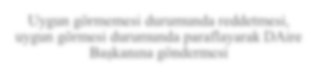 Uygun görmemesi durumunda reddetmesi,
uygun görmesi durumunda paraflayarak DAire
Başkanına göndermesi